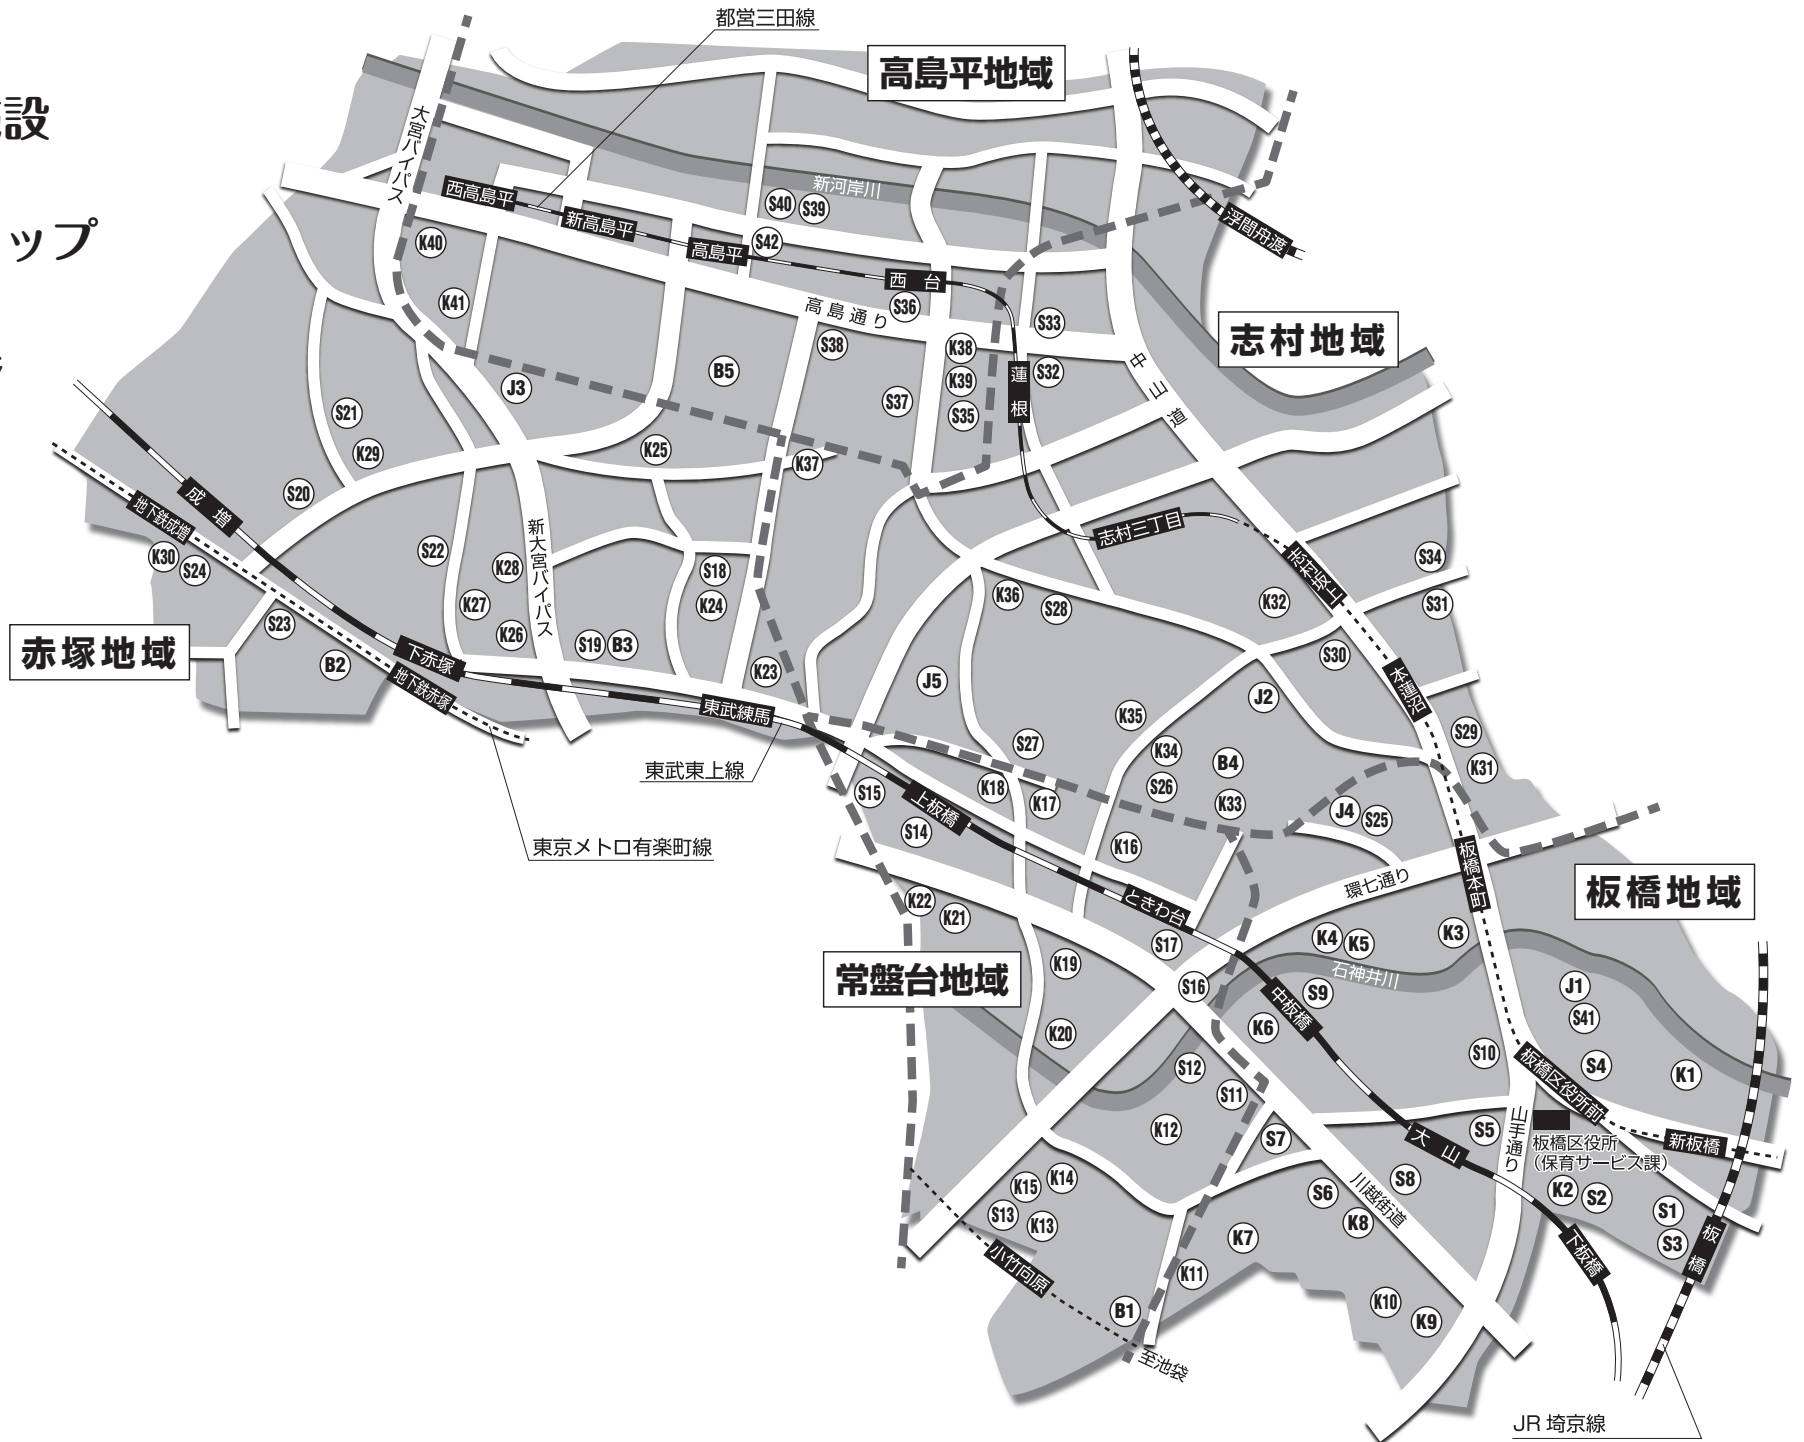 都営三田線
高島平地域
設
ップ
大宮バイパス
西高島平
新高島平
高島平
西台
新河岸川
浮間舟渡
S40
S39
S42
K40
K41
高島通り
S36
S33
S38
K38
K39
S35
S32
蓮根
中山道
志村地域
J3
B5
S37
S21
K29
K25
K37
S20
成増
地下鉄成増
K30
S24
S22
K28
新大宮バイパス
S18
K24
K27
K26
S19
B3
S23
B2
赤塚地域
下赤塚
地下鉄赤塚
K23
東武練馬
志村三丁目
志村坂上
S34
S31
K36
S28
K32
S30
本蓮沼
J5
J2
K35
S27
K34
S26
B4
K33
S29
K31
東武東上線
東京メトロ有楽町線
S15
S14
上板橋
K18
K17
K16
J4
S25
板橋本町
環七通り
板橋地域
ときわ台
K22
K21
常盤台地域
K19
S17
S16
K20
K4
K5
K3
石神井川
中板橋
S9
K6
J1
S41
S10
S4
K1
板橋区役所前
新板橋
S12
S11
K12
S7
S5
山手通り
板橋区役所
(保育サービス課)
大山
S8
S6
K8
川越街道
K2
S2
S1
S3
板橋
下板橋
K15
K14
S13
K13
小竹向原
K7
K11
B1
K10
K9
至池袋
JR 埼京線